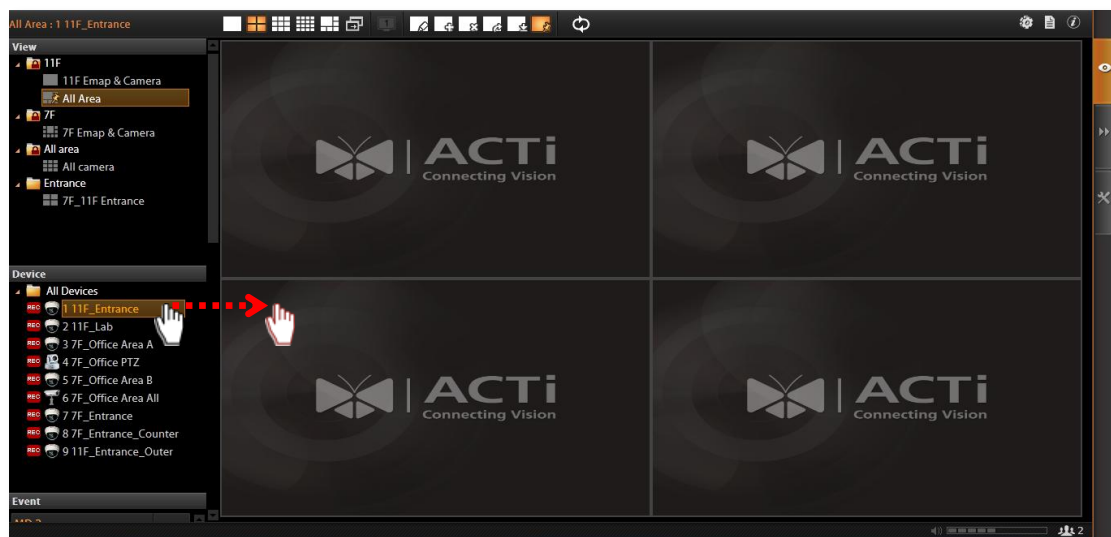 All Area : 1 11F_Entrance
1
View
11F
11F Emap & Camera
All Area
7F
7F Emap & Camera
All area
All camera
Entrance
7F_11F Entrance
ACTi
Connecting Vision
ACTi
Connecting Vision
Device
All Devices
REC 1 11F_Entrance
REC 2 11F_Lab
REC 3 7F_Office Area A
REC 4 7F_Office PTZ
REC 5 7F_Office Area B
REC 6 7F_Office Area All
REC 7 7F_Entrance
REC 8 7F_Entrance_Counter
REC 9 11F_Entrance_Outer
ACTi
Connecting Vision
ACTi
Connecting Vision
Event
2